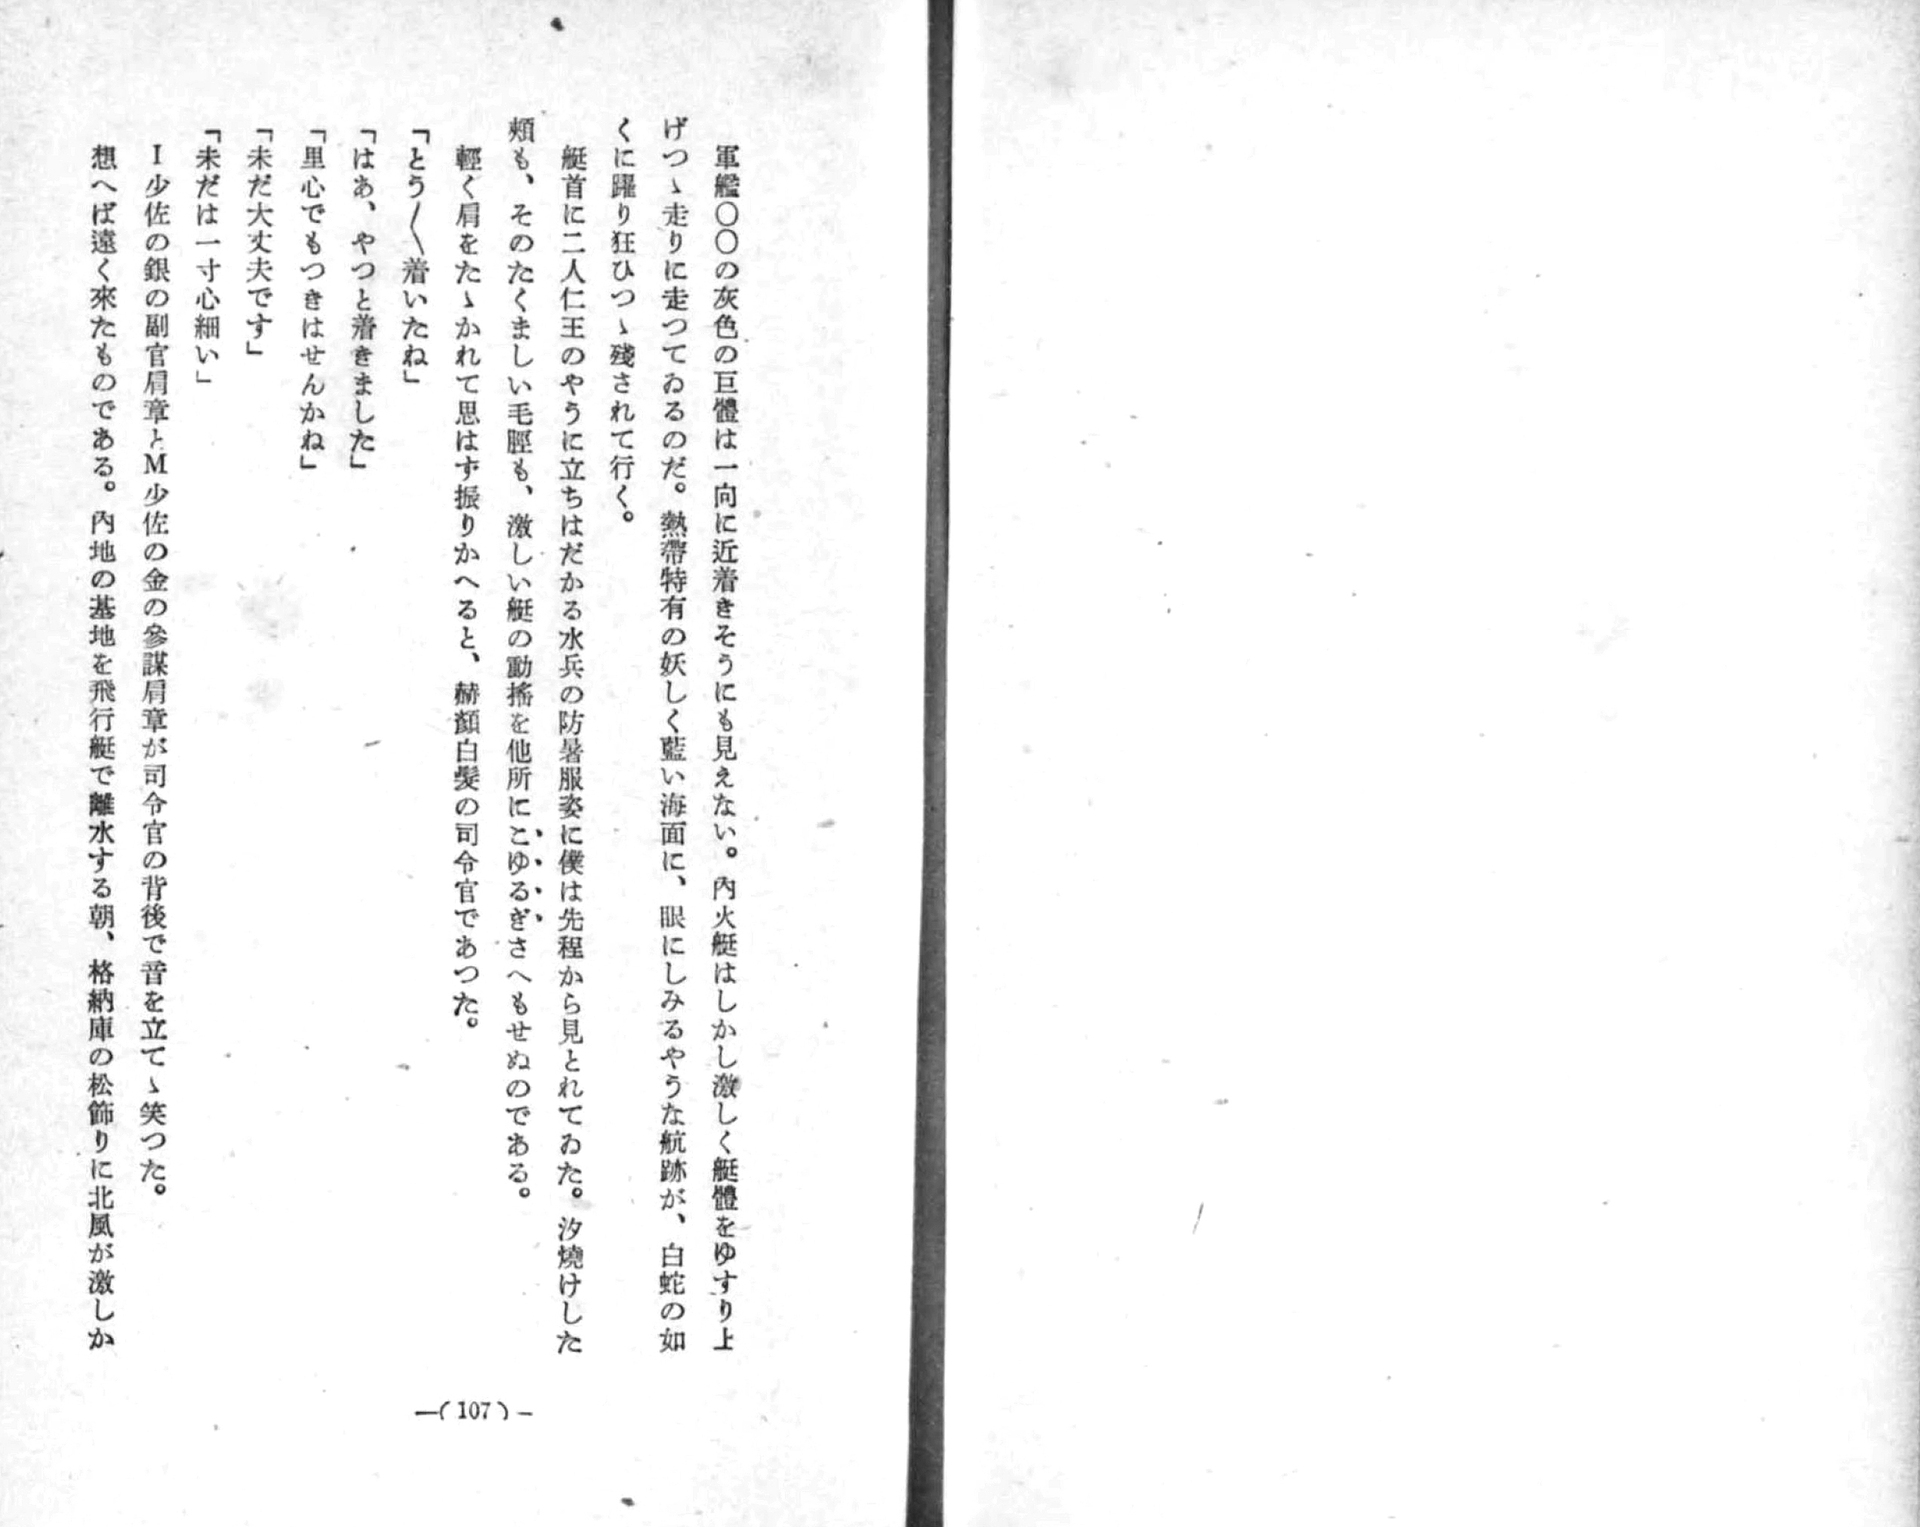 軍艦〇〇の灰色の巨體は一向に近着きそうにも見えない。內火艇はしかし激しく艇體をゆすり上
げつゝ走りに走つてゐるのだ。熱帶特有の妖しく藍い海面に、眼にしみるやうな航跡が、白蛇の如
くに躍り狂ひつゝ殘されて行く。
艇首に二人仁王のやうに立ちはだかる水兵の防暑服姿に僕は先程から見とれてゐた。汐燒けした
頰も、そのたくましい毛脛も、激しい艇の動搖を他所にこゆるぎさへもせぬのである。
輕く肩をたゝかれて思はず振りかへると、赫顏白髮の司令官であつた。
「とう〳〵着いたね」
「はあ、やつと着きました」
「里心でもつきはせんかね」
「未だ大丈夫です」
「未だは一寸心細い」
I少佐の銀の副官肩章とM少佐の金の參謀肩章が司令官の背後で音を立てゝ笑つた。
想へば遠く來たものである。內地の基地を飛行艇で離水する朝、格納庫の松飾りに北風が激しか
—(107)—